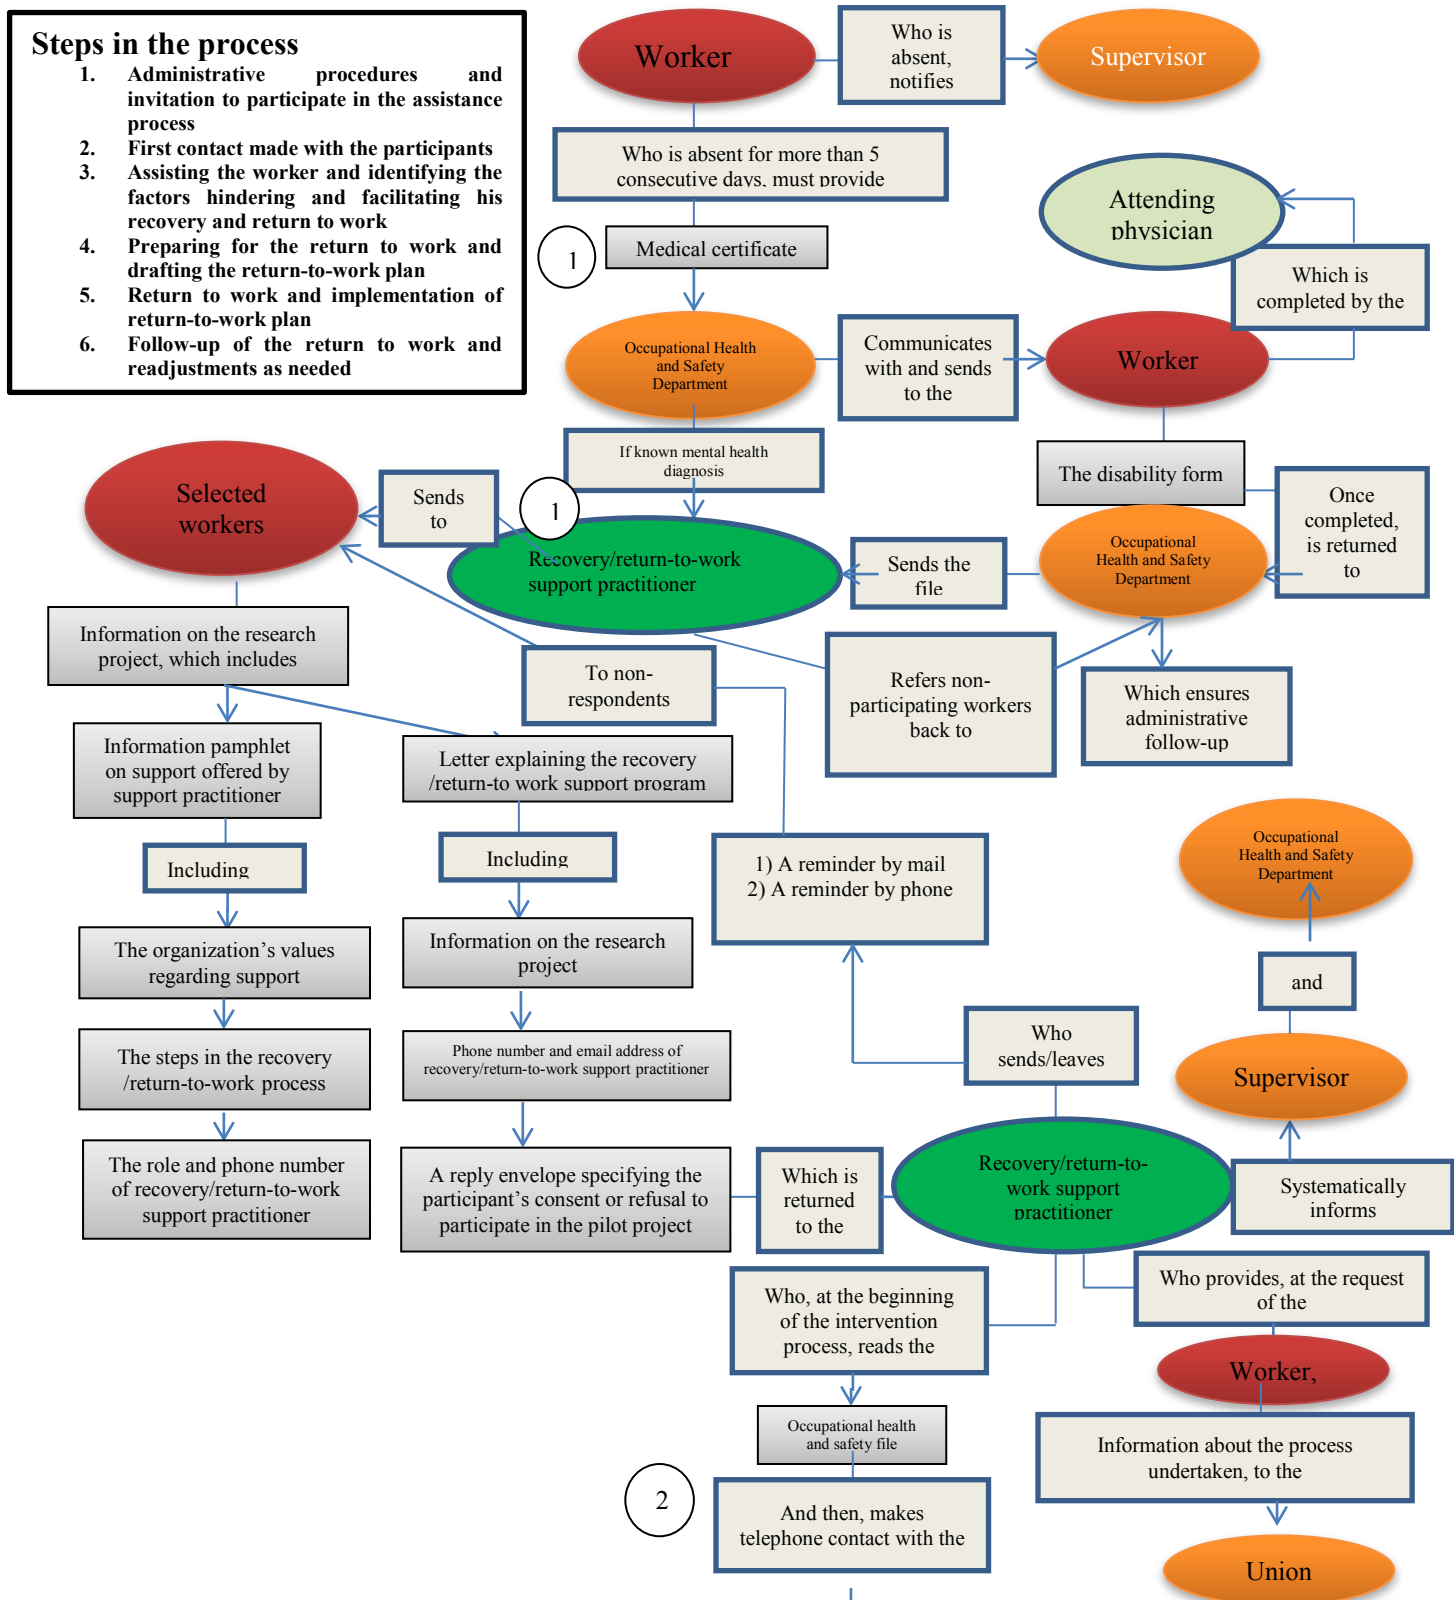 Steps in the process
1. Administrative procedures and
invitation to participate in the assistance
process
2. First contact made with the participants
3. Assisting the worker and identifying the
factors hindering and facilitating his
recovery and return to work
4. Preparing for the return to work and
drafting the return-to-work plan
5. Return to work and implementation of
return-to-work plan
6. Follow-up of the return to work and
readjustments as needed
Worker
Who is
absent,
notifies
Supervisor
Who is absent for more than 5
consecutive days, must provide
Attending
physician
1
Medical certificate
Which is
completed by the
Occupational Health
and Safety
Department
Communicates
with and sends
to the
Worker
If known mental health
diagnosis
The disability form
Once
completed,
is returned
to
Selected
workers
Sends
to
1
Recovery/return-to-work
support practitioner
Sends the
file
Occupational
Health and Safety
Department
Information on the research
project, which includes
To non-
respondents
Refers non-
participating workers
back to
Which ensures
administrative
follow-up
Information pamphlet
on support offered by
support practitioner
Letter explaining the recovery
/return-to work support program
Including
Including
1) A reminder by mail
2) A reminder by phone
Occupational
Health and Safety
Department
The organization’s values
regarding support
Information on the research
project
and
The steps in the recovery
/return-to-work process
Phone number and email address of
recovery/return-to-work support practitioner
Who
sends/leaves
Supervisor
The role and phone number
of recovery/return-to-work
support practitioner
A reply envelope specifying the
participant’s consent or refusal to
participate in the pilot project
Which is
returned
to the
Recovery/return-to-
work support
practitioner
Systematically
informs
Who, at the beginning
of the intervention
process, reads the
Who provides, at the request
of the
Worker,
Occupational health
and safety file
Information about the process
undertaken, to the
2
And then, makes
telephone contact with the
Union